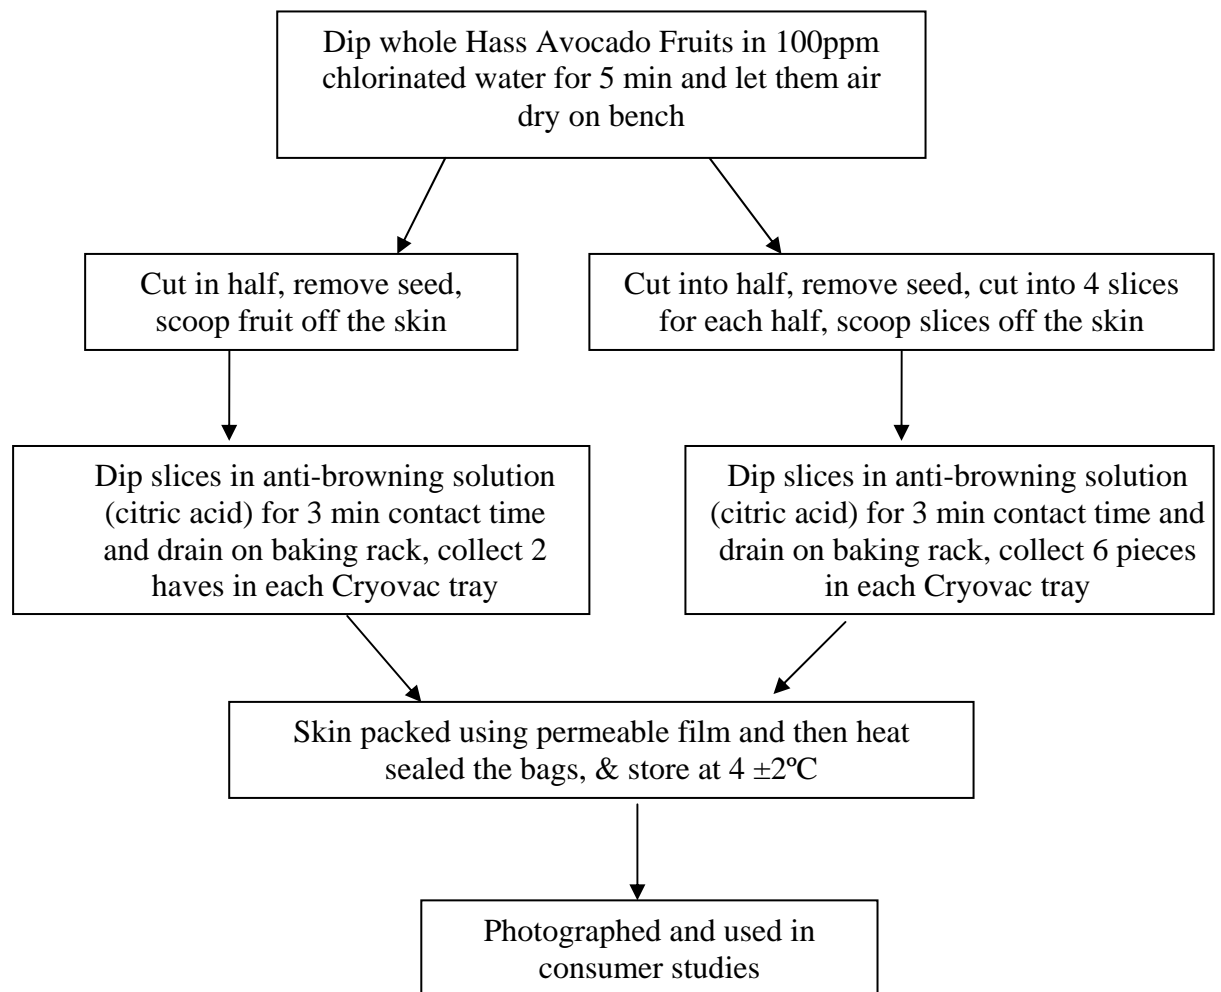 Dip whole Hass Avocado Fruits in 100ppm
chlorinated water for 5 min and let them air
dry on bench
Cut in half, remove seed,
scoop fruit off the skin
Cut into half, remove seed, cut into 4 slices
for each half, scoop slices off the skin
Dip slices in anti-browning solution
(citric acid) for 3 min contact time
and drain on baking rack, collect 2
haves in each Cryovac tray
Dip slices in anti-browning solution
(citric acid) for 3 min contact time and
drain on baking rack, collect 6 pieces
in each Cryovac tray
Skin packed using permeable film and then heat
sealed the bags, & store at 4 ±2ºC
Photographed and used in
consumer studies